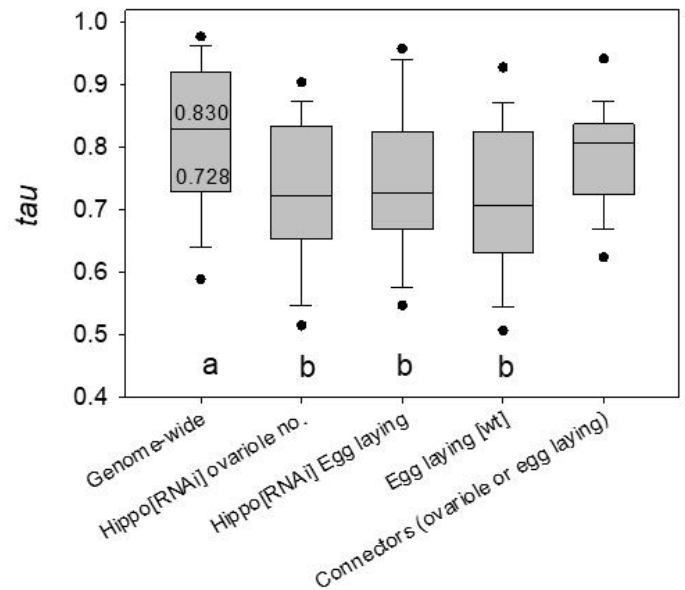 1.0
0.9
0.8
0.7
0.6
0.5
0.4
tau
0.830
0.728
a
b
b
b
Genome-wide
Hippo[RNAi] ovariole no.
Hippo[RNAi] Egg laying
Egg laying [wt]
Connectors (ovariole or egg laying)